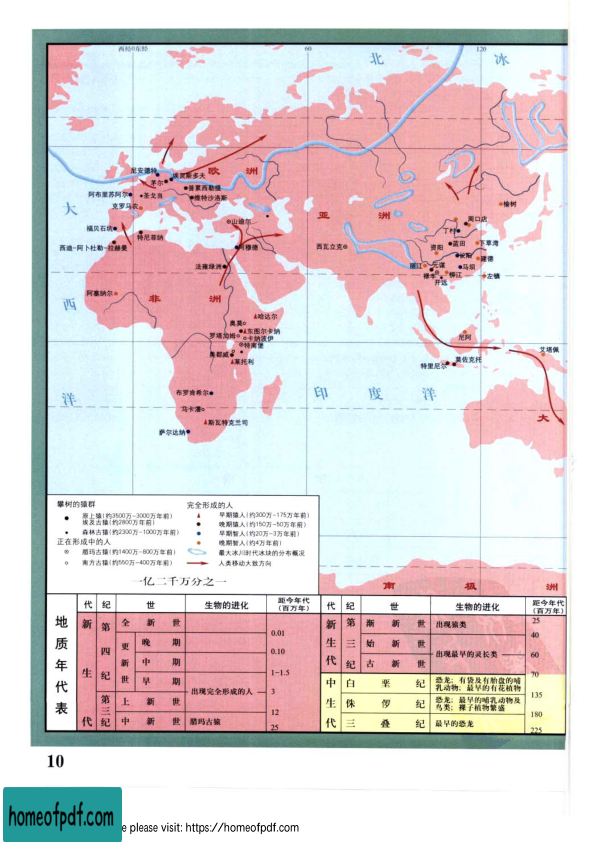 西经0东经
60
120
北
冰
尼安德特
茅尔
埃莫斯多夫
欧 洲
普泰西勒提
维特沙洛斯
阿布里苏阿尔
圣戈当
克罗马农
大
福贝石坑
特尼菲纳
西迪-阿卜杜勒-拉赫曼
山迪尔
阿穆德
亚 洲
西瓦立克
榆树
周口店
丁村
蓝田
下草湾
资阳
长阳
建德
丽江
元谋
马坝
禄丰
柳江
左镇
开远
法雍绿洲
西
阿塞纳尔
非 洲
哈达尔
奥莫
东图尔卡纳
罗塔加姆
卡纳波伊
特南堡
奥都威
莱托利
尼阿
艾塔佩
莫佐克托
特里尼尔
洋
布罗肯希尔
印 度 洋
马卡潘
斯瓦特克兰司
萨尔达纳
大
攀树的猿群
原上猿(约3500万-3000万年前)
埃及古猿(约2800万年前)
森林古猿(约2300万-1000万年前)
正在形成中的人
腊玛古猿(约1400万-800万年前)
南方古猿(约550万-400万年前)
完全形成的人
早期猿人(约300万-175万年前)
晚期猿人(约150万-50万年前)
早期智人(约20万-3万年前)
晚期智人(约4万年前)
最大冰川时代冰块的分布概况
人类移动大致方向
一亿二千万分之一
南 极 洲
地质年代表
代 纪 世 生物的进化 距今年代(百万年)
新生代
第四纪
全新世
0.01
更新世
晚期
0.10
中期
1-1.5
早期
出现完全形成的人
3
第三纪
上新世
12
中新世 腊玛古猿
25
代 纪 世 生物的进化 距今年代(百万年)
新生代
第三纪
渐新世 出现猿类
25
40
始新世
出现最早的灵长类
60
古新世
70
中生代
白垩纪
恐龙; 有袋及有胎盘的哺
乳动物; 最早的有花植物
135
侏罗纪
恐龙; 最早的哺乳动物及
鸟类; 裸子植物繁盛
180
三叠纪 最早的恐龙
225
10
homeofpdf.com
e please visit: https://homeofpdf.com